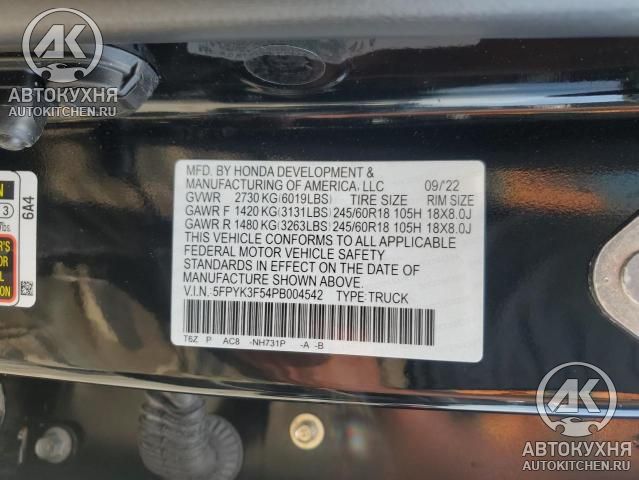 АК
АВТОКУХНЯ
AUTOKITCHEN.RU
6A4
MFD. BY HONDA DEVELOPMENT &
MANUFACTURING OF AMERICA, LLC 09/'22
GVWR 2730 KG(6019LBS) TIRE SIZE RIM SIZE
GAWR F 1420 KG(3131LBS) 245/60R18 105H 18X8.0J
GAWR R 1480 KG(3263LBS) 245/60R18 105H 18X8.0J
THIS VEHICLE CONFORMS TO ALL APPLICABLE
FEDERAL MOTOR VEHICLE SAFETY
STANDARDS IN EFFECT ON THE DATE OF
MANUFACTURE SHOWN ABOVE.
V.I.N.: 5FPYK3F54PB004542 TYPE:TRUCK
T6Z P AC8 -NH731P -A -B
АК
АВТОКУХНЯ
AUTOKITCHEN.RU